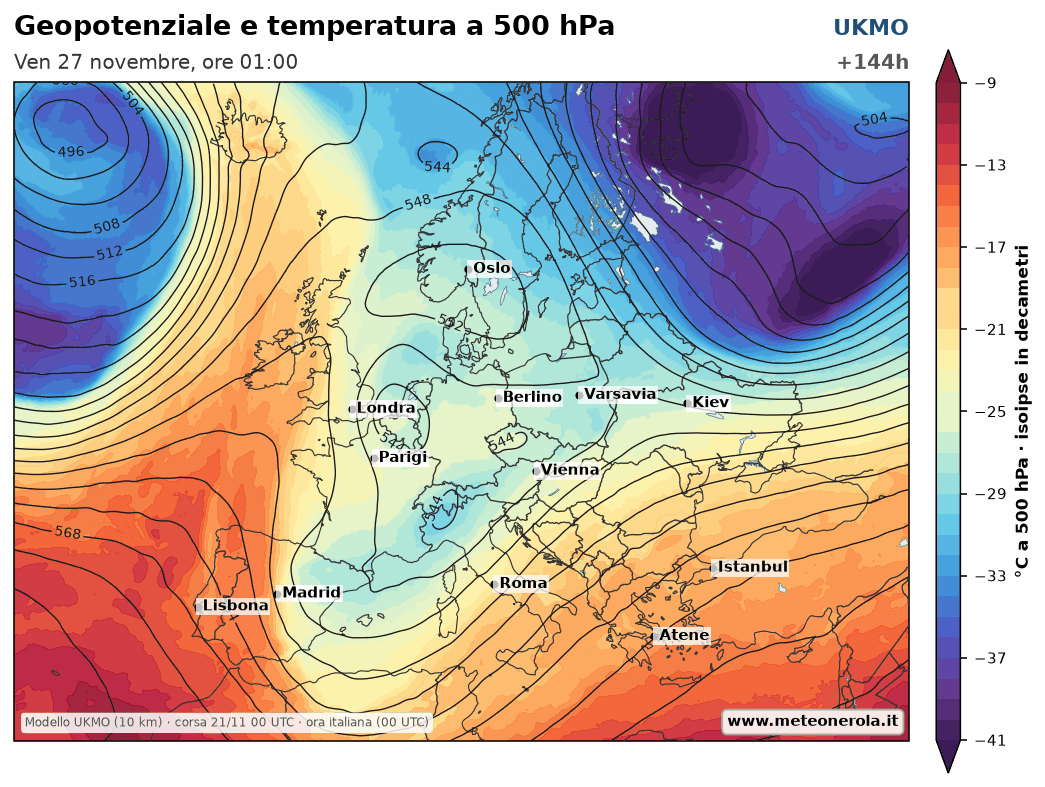 Geopotenziale e temperatura a 500 hPa
UKMO
Ven 27 novembre, ore 01:00
+144h
504
496
508
512
516
544
548
504
552
Oslo
Berlino
Varsavia
Kiev
Londra
544
544
Parigi
Vienna
544
568
Roma
Istanbul
Madrid
Lisbona
Atene
−9
−13
−17
−21
−25
−29
−33
−37
−41
°C a 500 hPa · isoipse in decametri
Modello UKMO (10 km) · corsa 21/11 00 UTC · ora italiana (00 UTC)
www.meteonerola.it